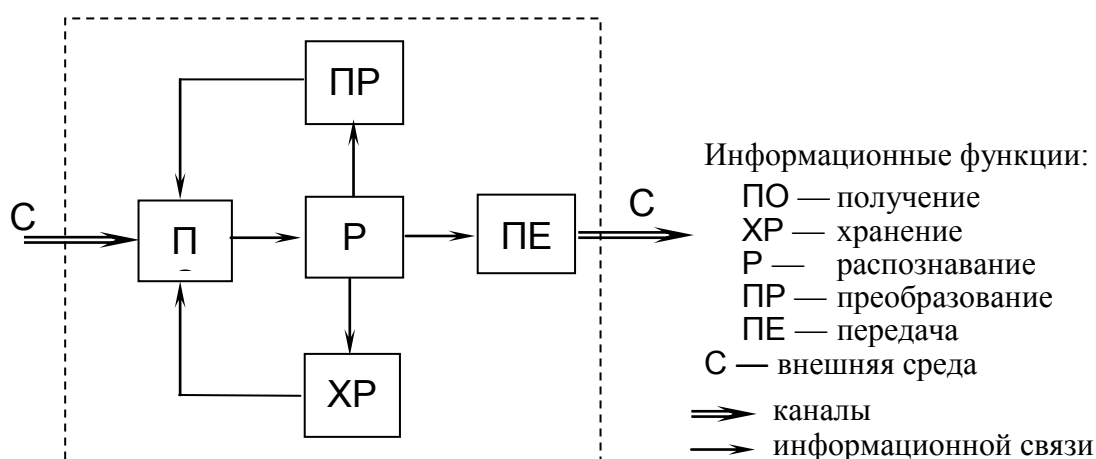 ПР
С
П
Р
ПЕ
С
ХР
Информационные функции:
ПО — получение
ХР — хранение
Р — распознавание
ПР — преобразование
ПЕ — передача
С — внешняя среда
каналы
информационной связи